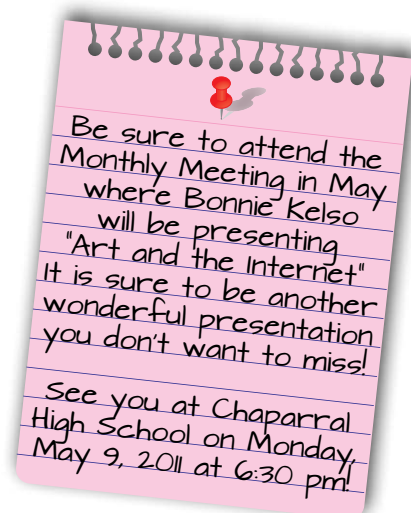 Be sure to attend the
Monthly Meeting in May
where Bonnie Kelso
will be presenting
"Art and the Internet"
It is sure to be another
wonderful presentation
you don't want to miss!
See you at Chaparral
High School on Monday,
May 9, 2011 at 6:30 pm!